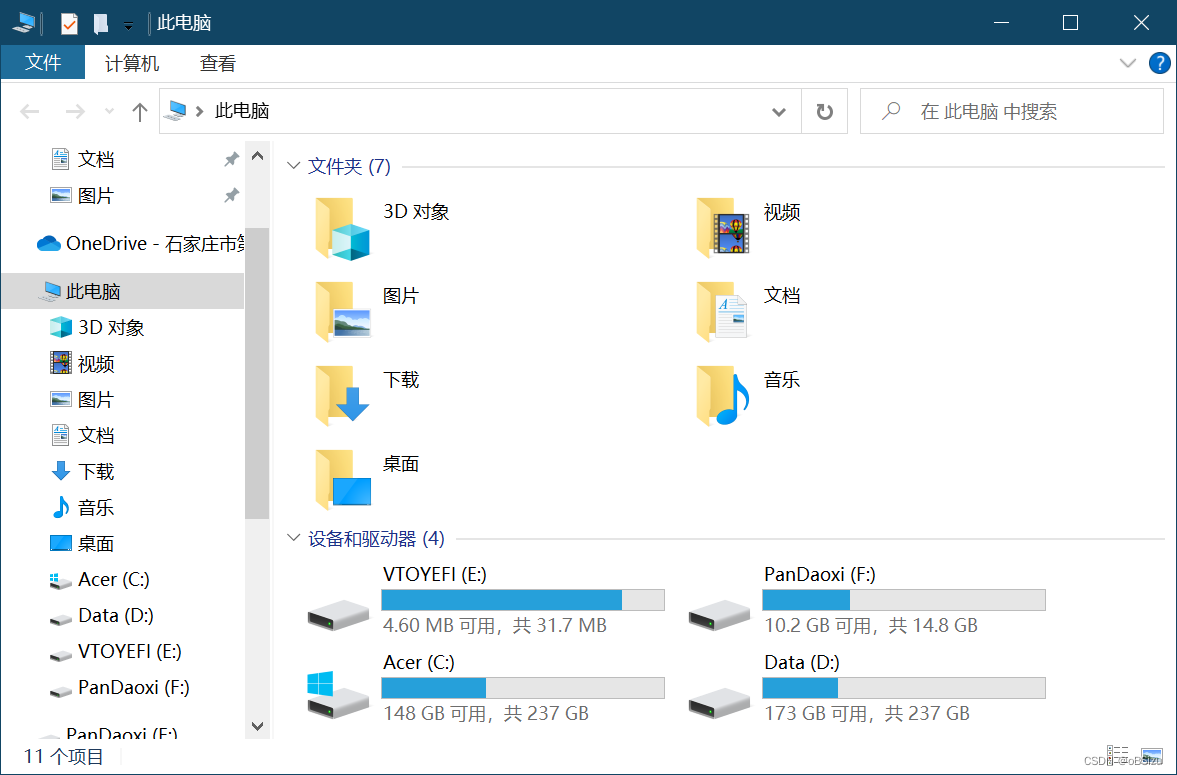 此电脑
文件 计算机 查看
此电脑 在 此电脑 中搜索
文档
图片
OneDrive - 石家庄市第
此电脑
3D 对象
视频
图片
文档
下载
音乐
桌面
Acer (C:)
Data (D:)
VTOYEFI (E:)
PanDaoxi (F:)
PanDaoxi (F:)
文件夹 (7)
3D 对象
视频
图片
文档
下载
音乐
桌面
设备和驱动器 (4)
VTOYEFI (E:)
4.60 MB 可用，共 31.7 MB
PanDaoxi (F:)
10.2 GB 可用，共 14.8 GB
Acer (C:)
148 GB 可用，共 237 GB
Data (D:)
173 GB 可用，共 237 GB
11 个项目